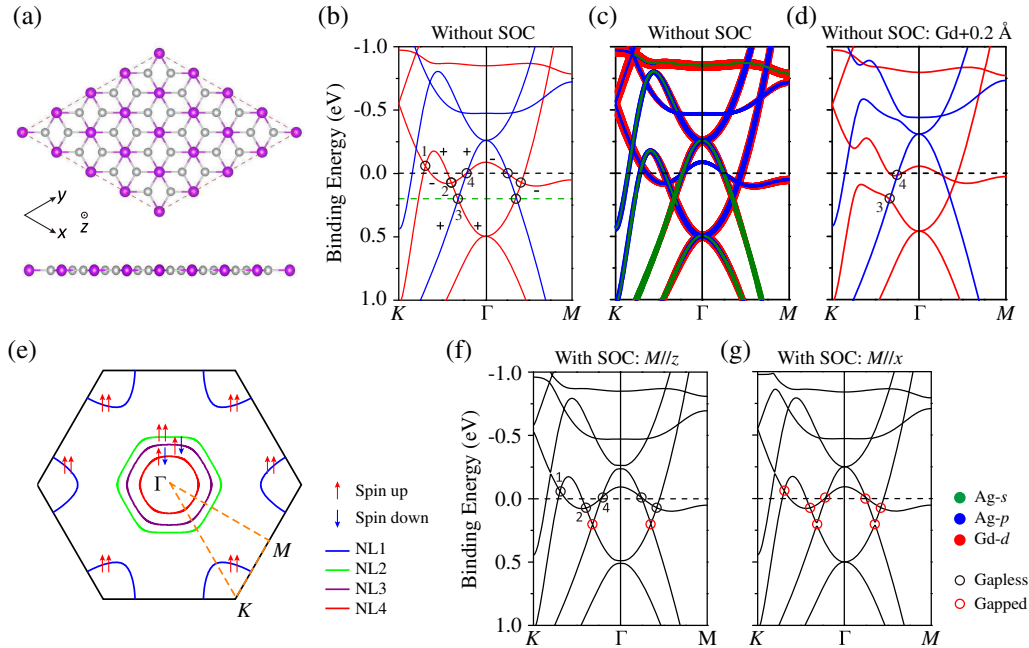 (a)
y
x
z
(b)
Without SOC
-1.0
-0.5
0.0
0.5
1.0
Binding Energy (eV)
1
+
+
-
-
2
4
3
-
+
+
K
Γ
M
(c)
Without SOC
K
Γ
M
(d)
Without SOC: Gd+0.2 Å
4
3
K
Γ
M
(e)
Γ
M
K
Spin up
Spin down
NL1
NL2
NL3
NL4
(f)
With SOC: M//z
-1.0
-0.5
0.0
0.5
1.0
Binding Energy (eV)
1
2
4
K
Γ
M
(g)
With SOC: M//x
K
Γ
M
Ag-s
Ag-p
Gd-d
Gapless
Gapped